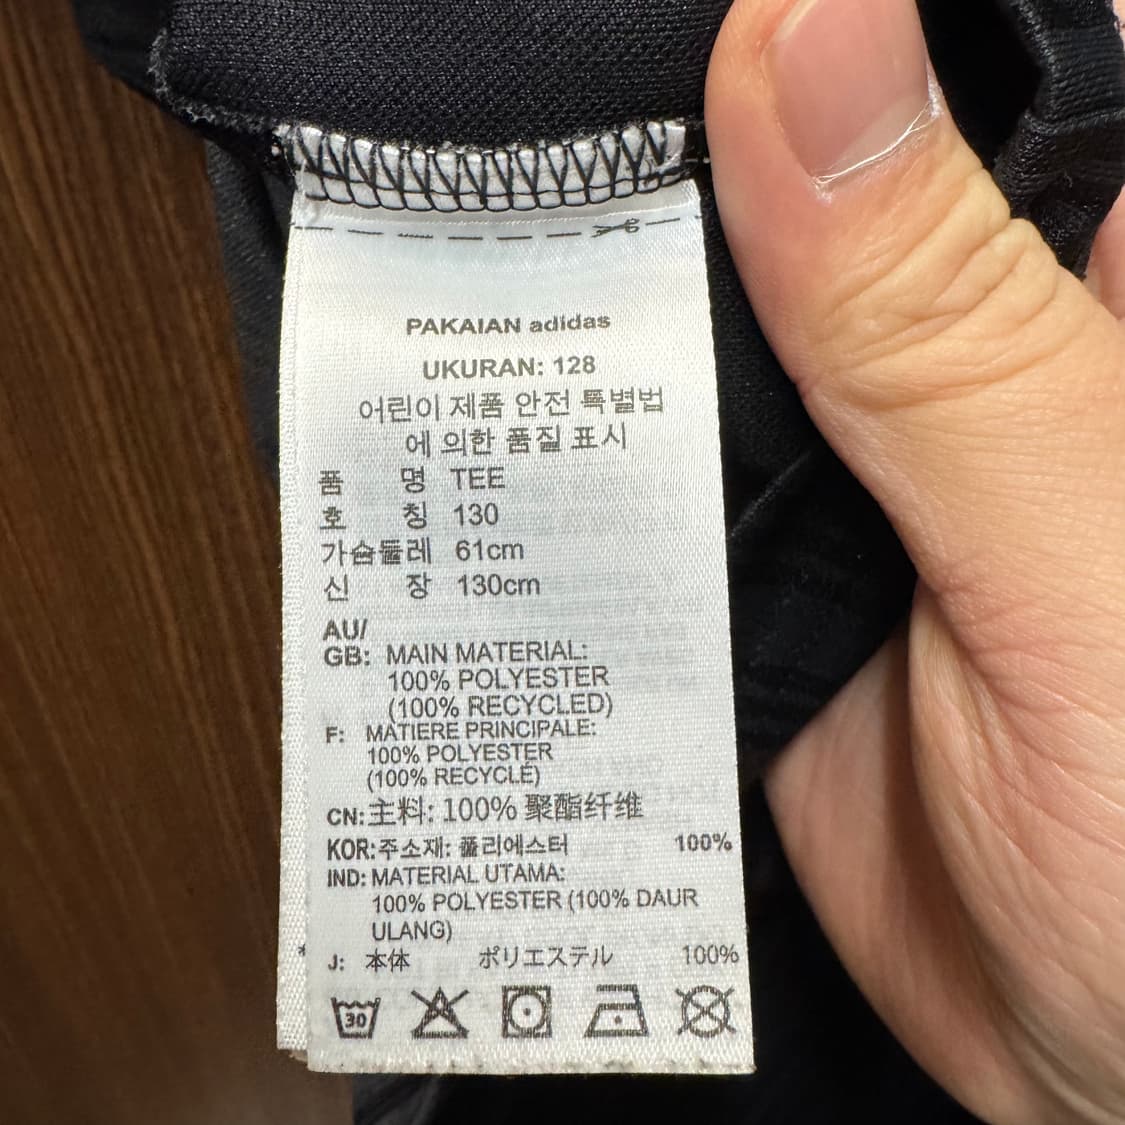 PAKAIAN adidas
UKURAN: 128
어린이 제품 안전 특별법
에 의한 품질 표시
품 명 TEE
호 칭 130
가슴둘레 61cm
신 장 130cm
AU/
GB: MAIN MATERIAL:
100% POLYESTER
(100% RECYCLED)
F: MATIERE PRINCIPALE:
100% POLYESTER
(100% RECYCLÉ)
CN: 主料: 100% 聚酯纤维
KOR: 주소재: 폴리에스터 100%
IND: MATERIAL UTAMA:
100% POLYESTER (100% DAUR
ULANG)
* J: 本体 ポリエステル 100%
30